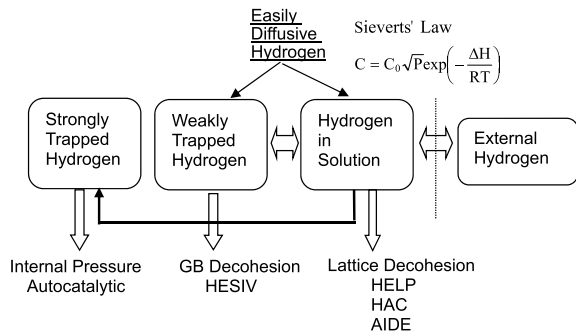 Easily
Diffusive
Hydrogen
Sieverts' Law
C = C₀√P exp(−ΔH/RT)
Strongly
Trapped
Hydrogen
Weakly
Trapped
Hydrogen
Hydrogen
in
Solution
External
Hydrogen
Internal Pressure
Autocatalytic
GB Decohesion
HESIV
Lattice Decohesion
HELP
HAC
AIDE